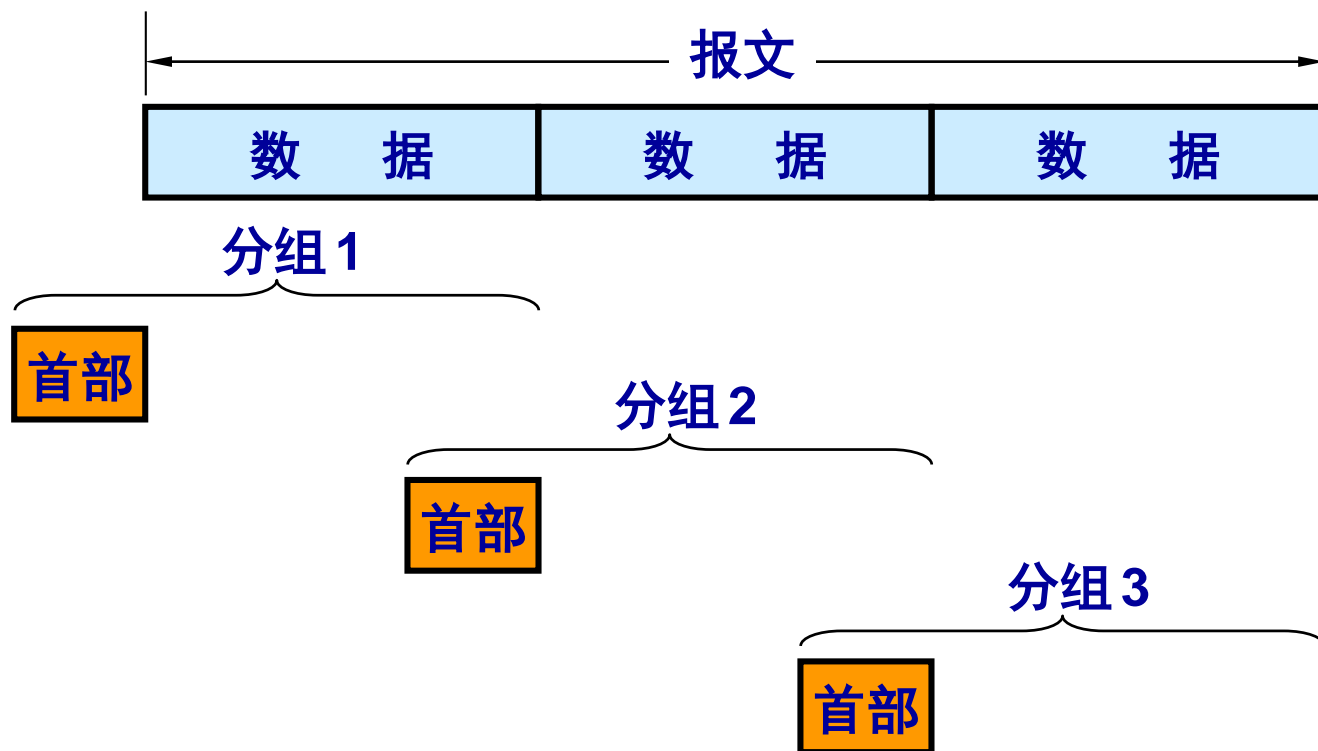 报文
数 据 数 据 数 据
分组1
首部
分组2
首部
分组3
首部